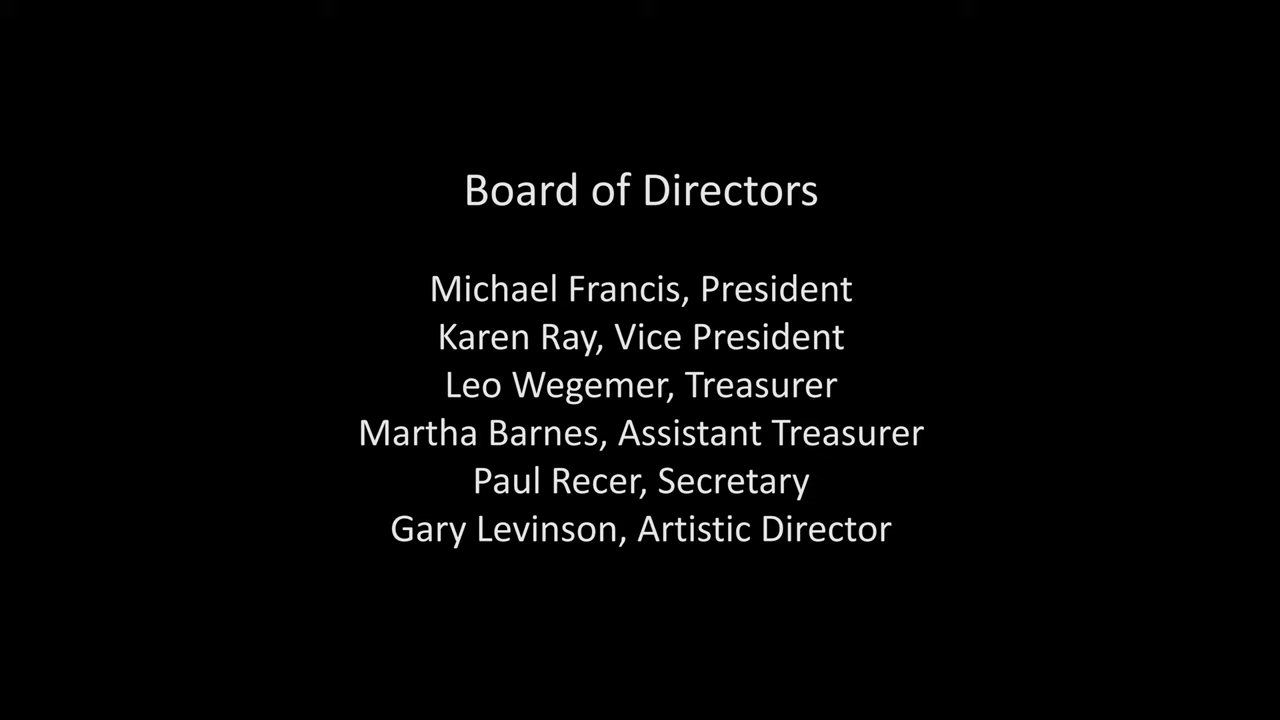 Board of Directors
Michael Francis, President
Karen Ray, Vice President
Leo Wegemer, Treasurer
Martha Barnes, Assistant Treasurer
Paul Recer, Secretary
Gary Levinson, Artistic Director